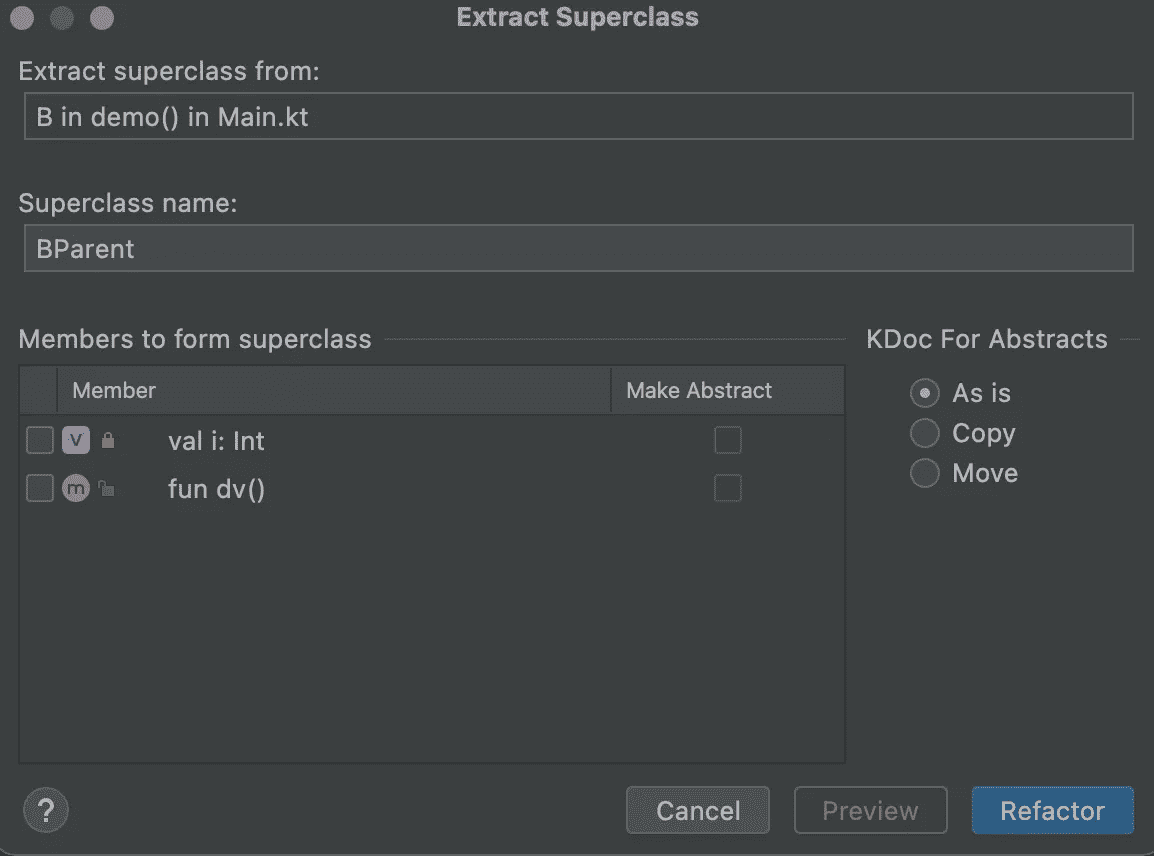 Extract Superclass
Extract superclass from:
B in demo() in Main.kt
Superclass name:
BParent
Members to form superclass
KDoc For Abstracts
Member Make Abstract
As is
V val i: Int
Copy
m fun dv()
Move
? Cancel Preview Refactor